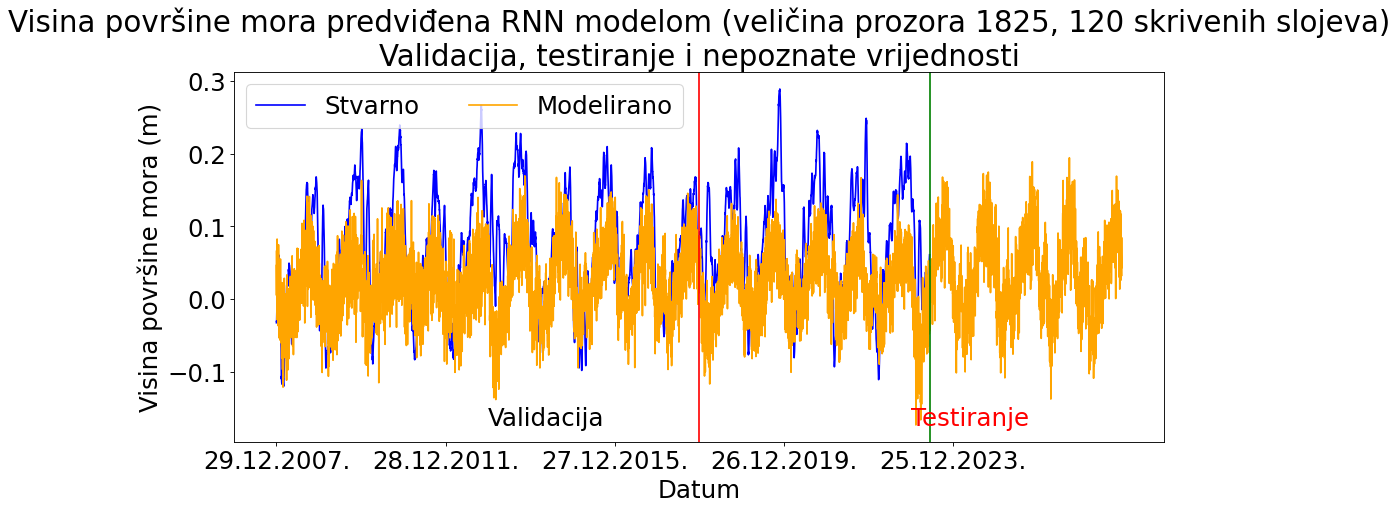 Visina površine mora predviđena RNN modelom (veličina prozora 1825, 120 skrivenih slojeva)
Validacija, testiranje i nepoznate vrijednosti
Stvarno Modelirano
Visina površine mora (m)
0.3
0.2
0.1
0.0
−0.1
Validacija
Testiranje
29.12.2007. 28.12.2011. 27.12.2015. 26.12.2019. 25.12.2023.
Datum